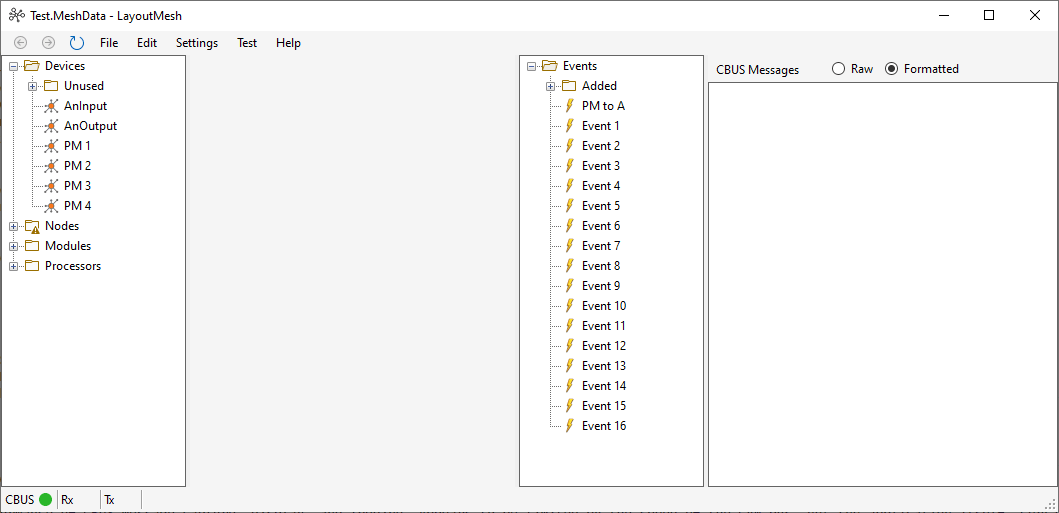 Test.MeshData - LayoutMesh
File Edit Settings Test Help
Devices
Unused
AnInput
AnOutput
PM 1
PM 2
PM 3
PM 4
Nodes
Modules
Processors
Events
Added
PM to A
Event 1
Event 2
Event 3
Event 4
Event 5
Event 6
Event 7
Event 8
Event 9
Event 10
Event 11
Event 12
Event 13
Event 14
Event 15
Event 16
CBUS Messages Raw Formatted
CBUS Rx Tx